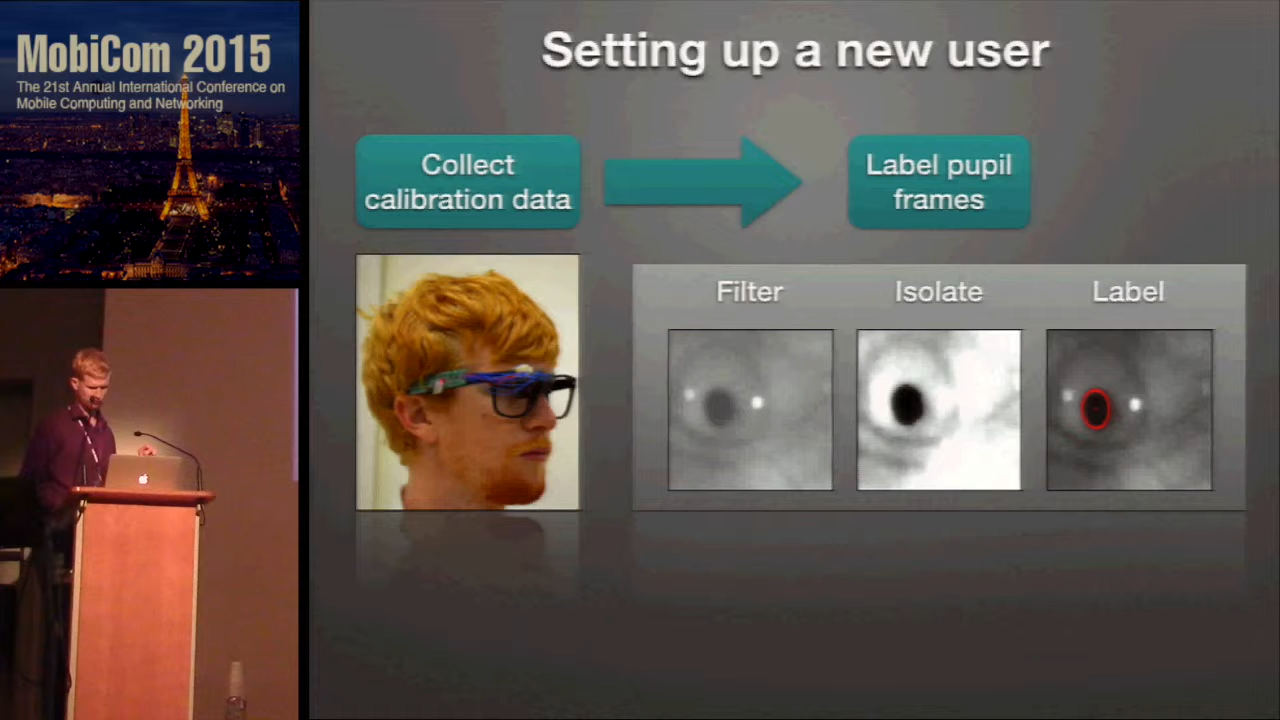 MobiCom 2015
The 21st Annual International Conference on
Mobile Computing and Networking
Setting up a new user
Collect
calibration data
Label pupil
frames
Filter
Isolate
Label